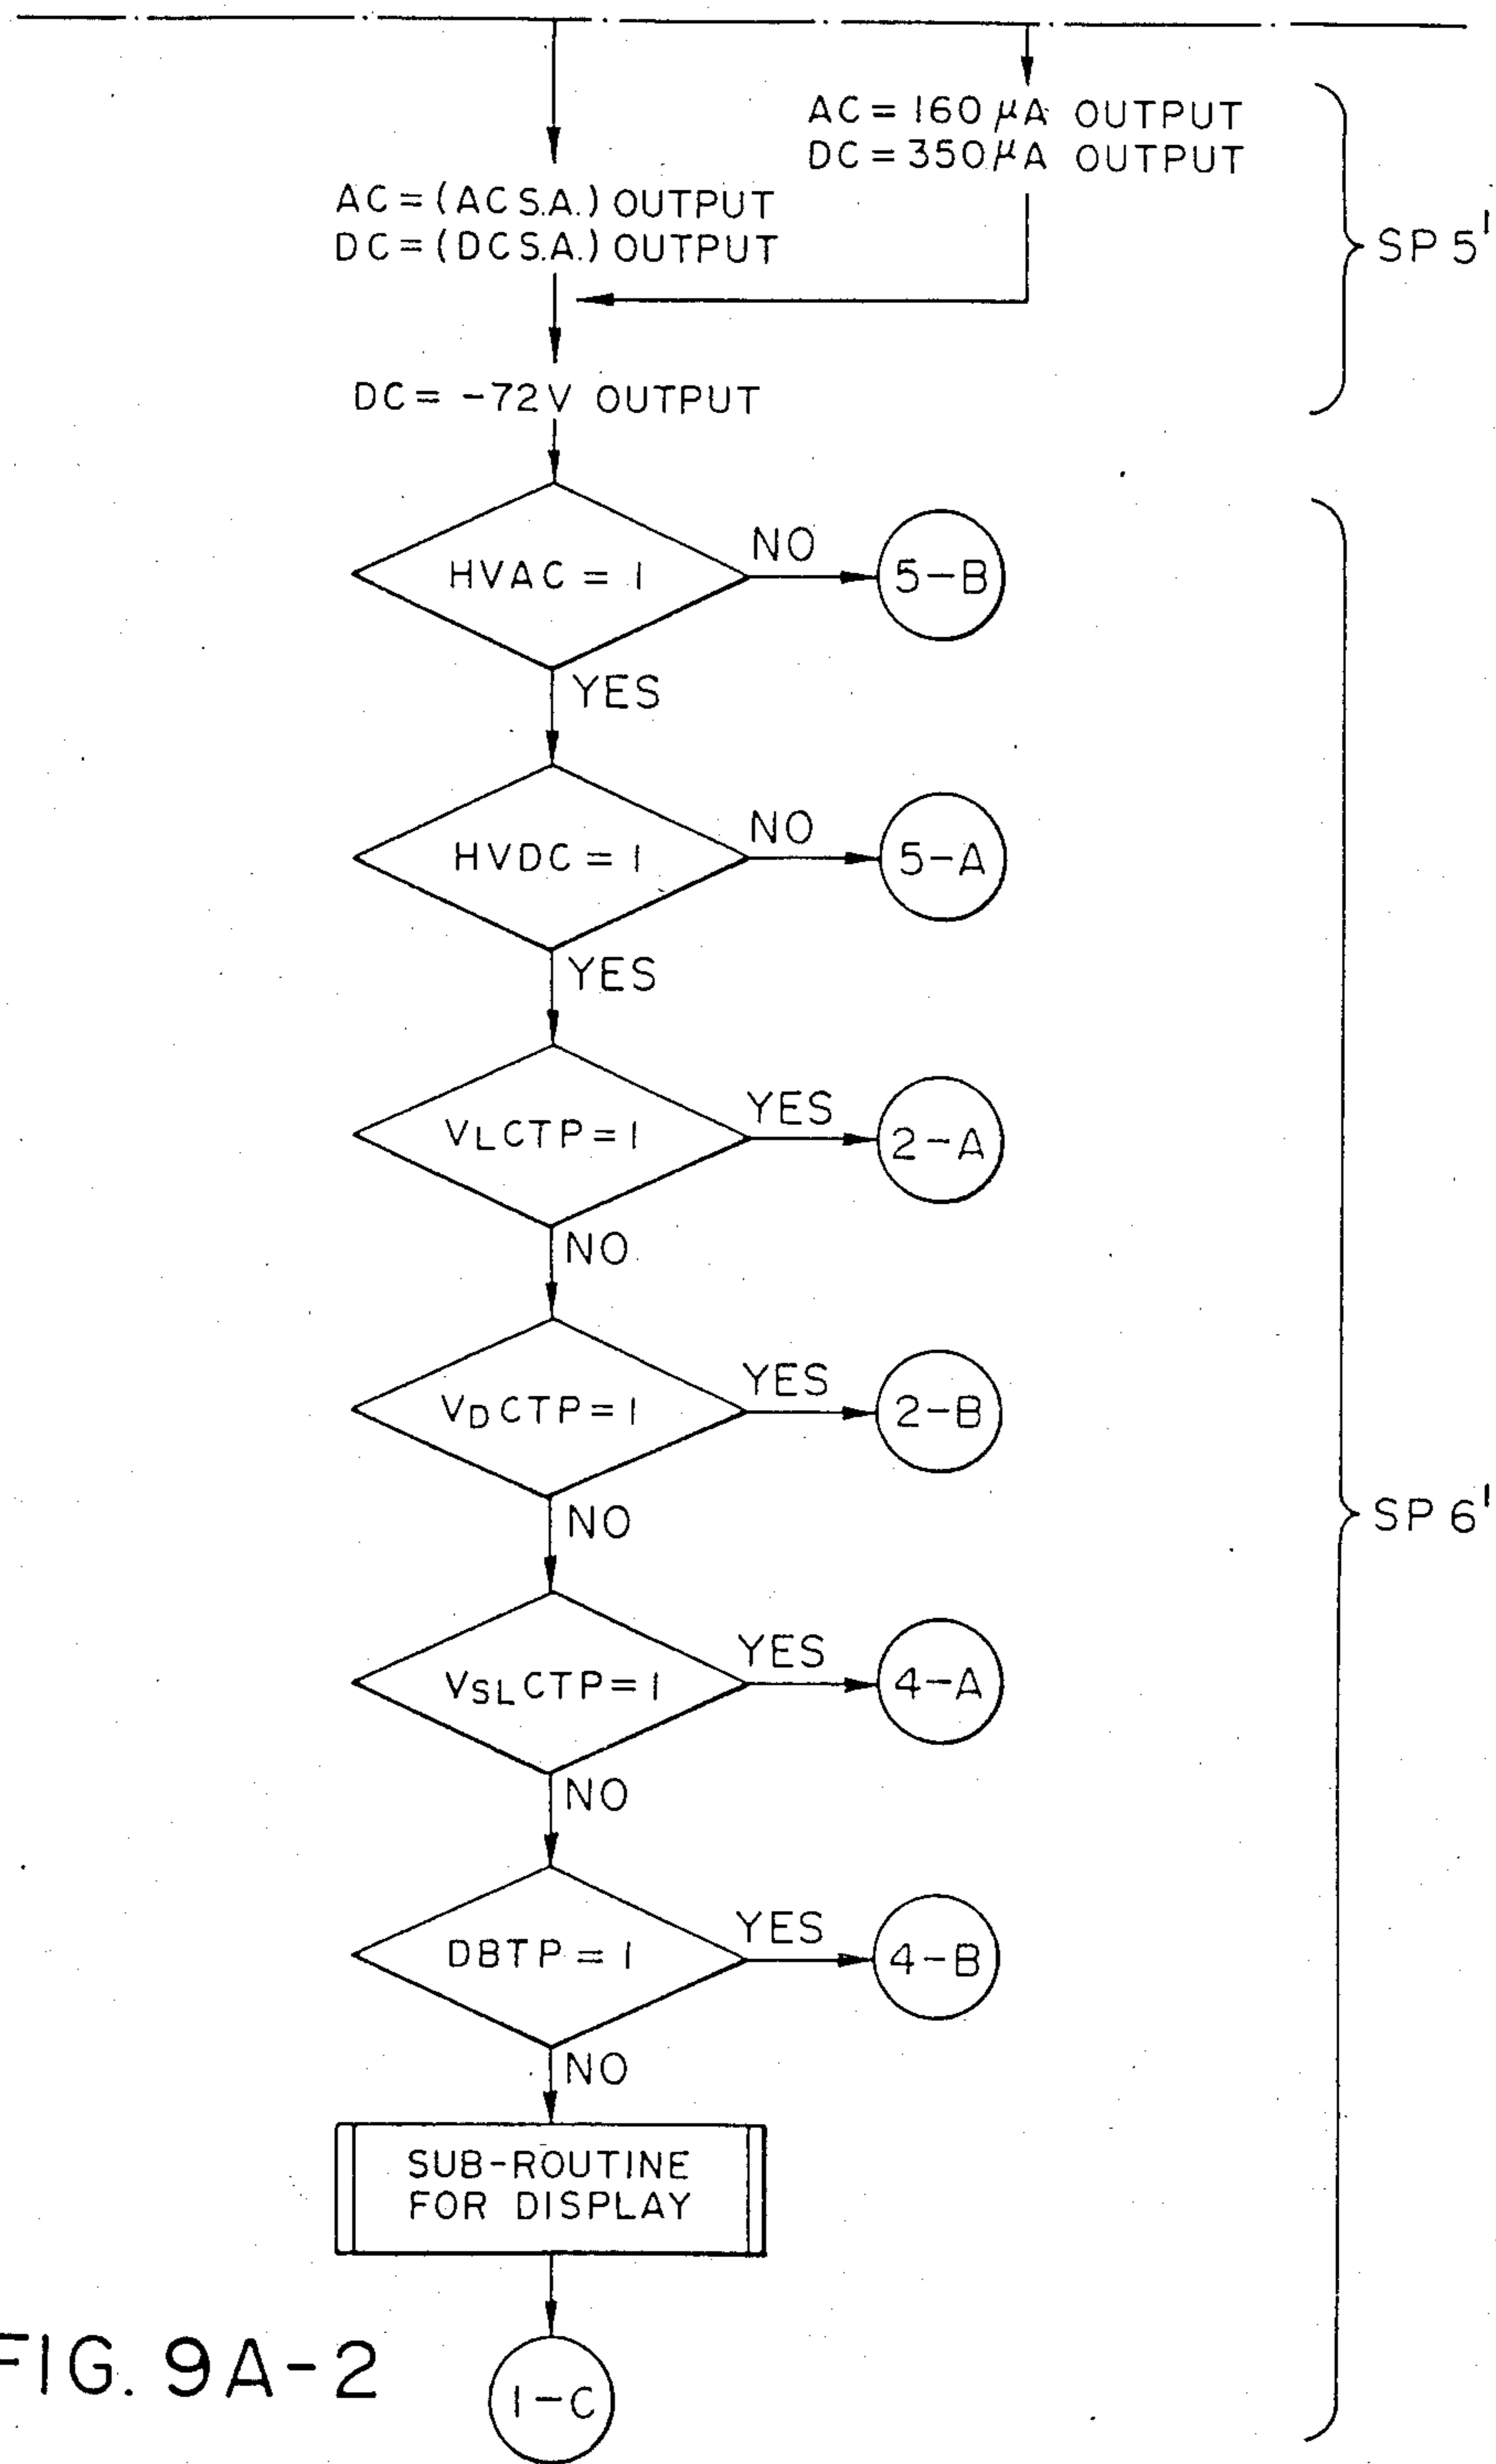 AC = 160 μA OUTPUT
DC = 350 μA OUTPUT
AC = (AC S.A.) OUTPUT
DC = (DC S.A.) OUTPUT
SP 5'
DC = -72V OUTPUT
HVAC = 1
NO
5-B
YES
HVDC = 1
NO
5-A
YES
VLCTP = 1
YES
2-A
NO
VDCTP = 1
YES
2-B
NO
SP 6'
VSLCTP = 1
YES
4-A
NO
DBTP = 1
YES
4-B
NO
SUB-ROUTINE
FOR DISPLAY
FIG. 9A-2
1-C